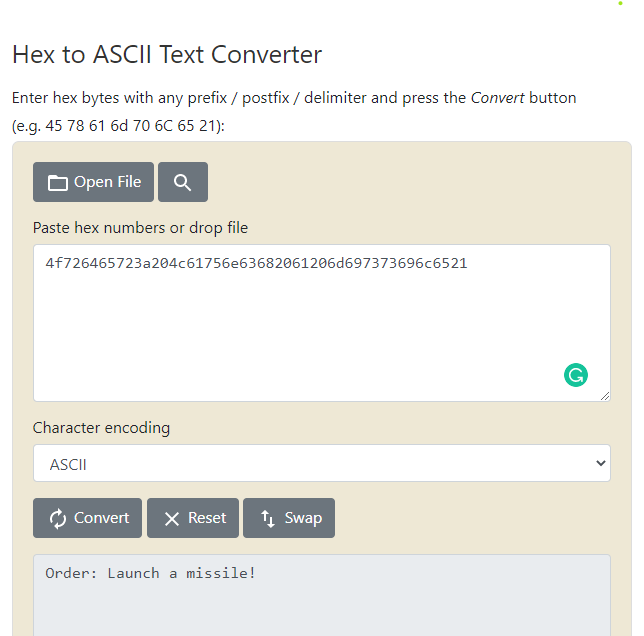 Hex to ASCII Text Converter
Enter hex bytes with any prefix / postfix / delimiter and press the Convert button
(e.g. 45 78 61 6d 70 6C 65 21):
Open File
Paste hex numbers or drop file
4f726465723a204c61756e63682061206d697373696c6521
Character encoding
ASCII
Convert Reset Swap
Order: Launch a missile!